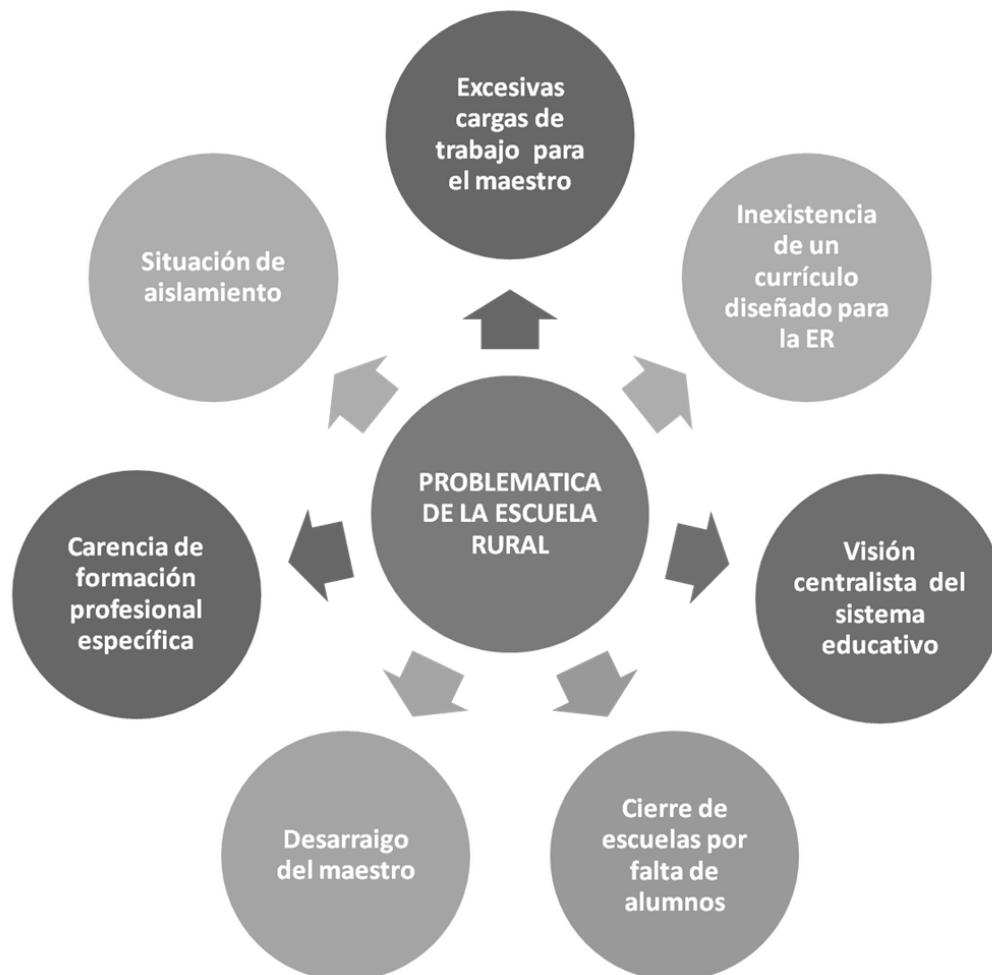 Excesivas
cargas de
trabajo para
el maestro
Inexistencia
de un
currículo
diseñado para
la ER
Visión
centralista del
sistema
educativo
Cierre de
escuelas por
falta de
alumnos
Desarraigo
del maestro
Carencia de
formación
profesional
específica
Situación de
aislamiento
PROBLEMATICA
DE LA ESCUELA
RURAL